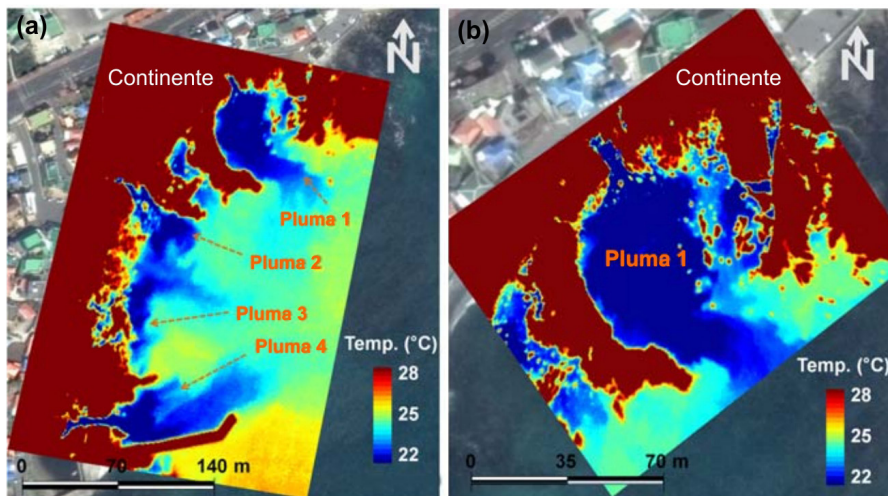 (a)
Continente
N
Pluma 1
Pluma 2
Pluma 3
Pluma 4
Temp. (°C)
28
25
22
0 70 140 m
(b)
Continente
N
Pluma 1
Temp. (°C)
28
25
22
0 35 70 m